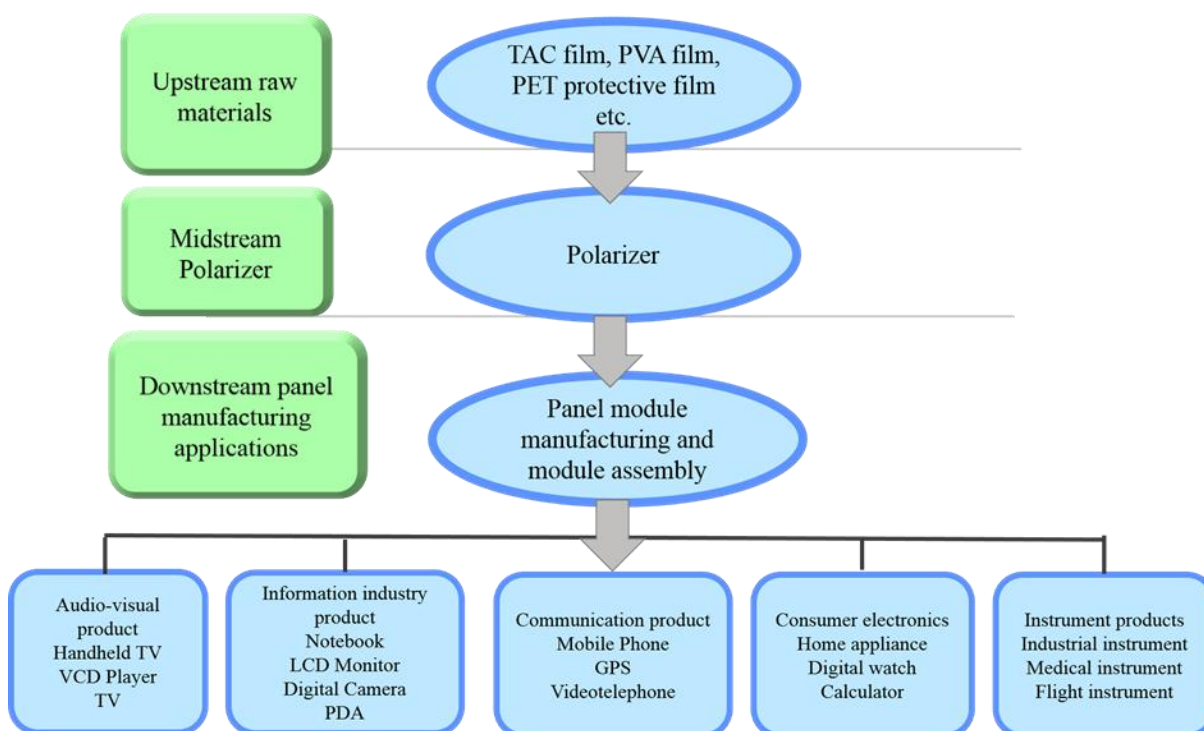 Upstream raw
materials
TAC film, PVA film,
PET protective film
etc.
Midstream
Polarizer
Polarizer
Downstream panel
manufacturing
applications
Panel module
manufacturing and
module assembly
Audio-visual
product
Handheld TV
VCD Player
TV
Information industry
product
Notebook
LCD Monitor
Digital Camera
PDA
Communication product
Mobile Phone
GPS
Videotelephone
Consumer electronics
Home appliance
Digital watch
Calculator
Instrument products
Industrial instrument
Medical instrument
Flight instrument